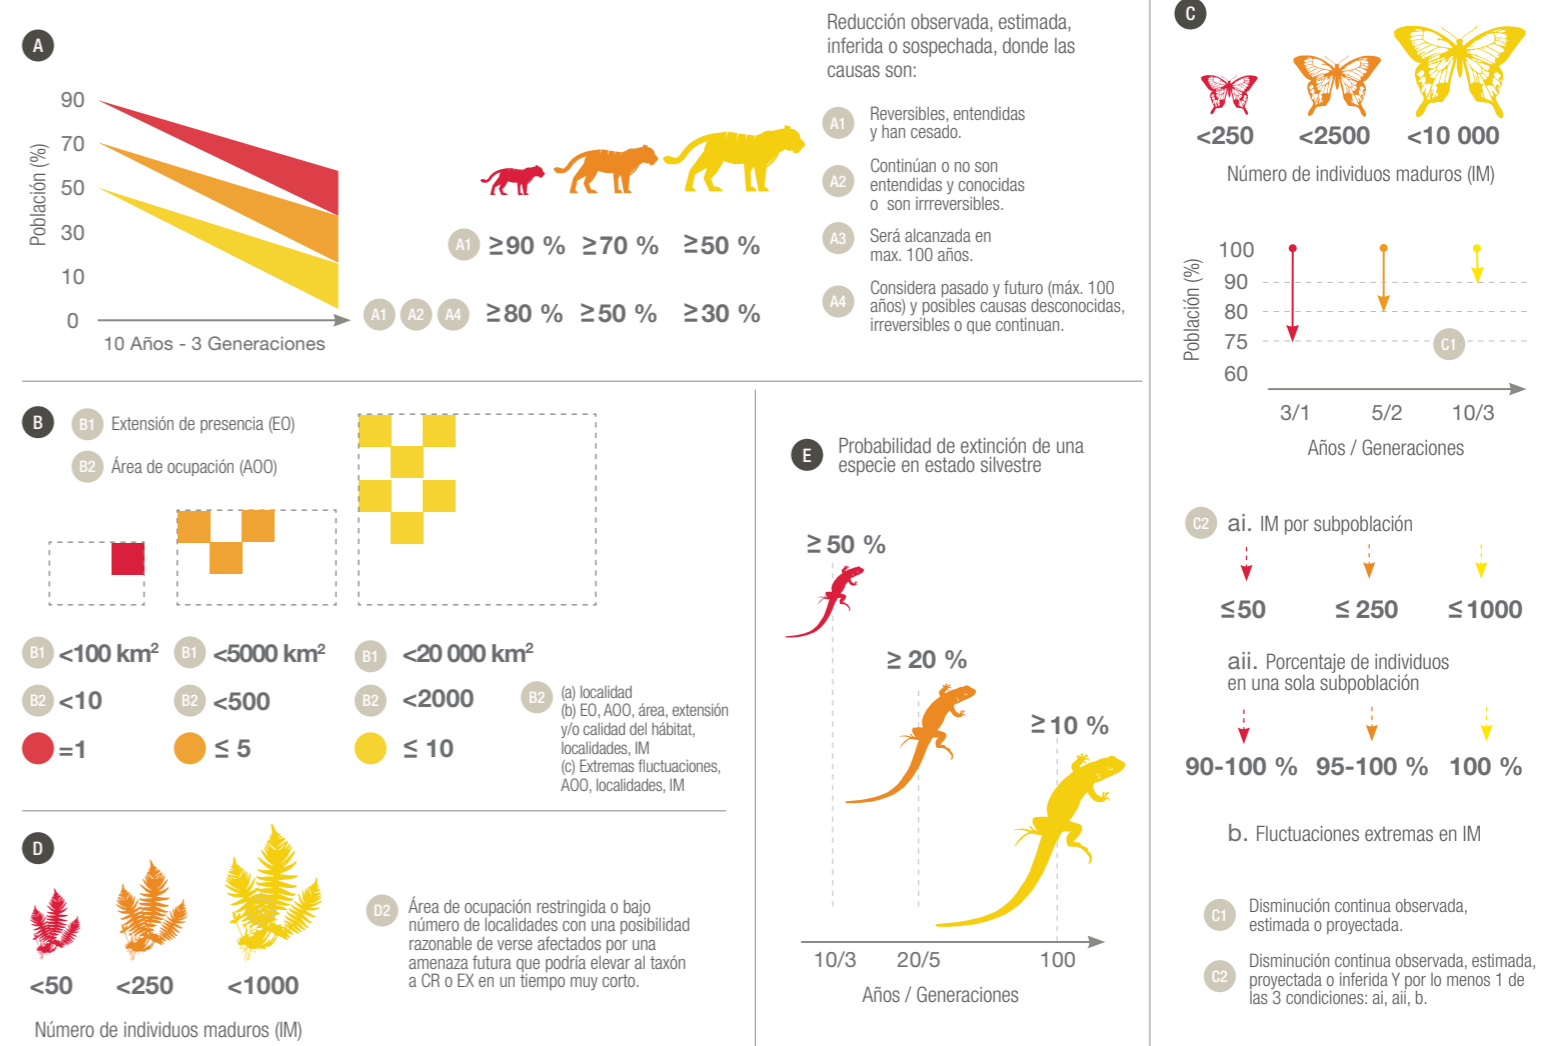 A
Población (%)
90
70
50
30
10
0
10 Años - 3 Generaciones
A1 ≥90 % ≥70 % ≥50 %
A1 A2 A4 ≥80 % ≥50 % ≥30 %
Reducción observada, estimada,
inferida o sospechada, donde las
causas son:
A1 Reversibles, entendidas
y han cesado.
A2 Continúan o no son
entendidas y conocidas
o son irrreversibles.
A3 Será alcanzada en
max. 100 años.
A4 Considera pasado y futuro (máx. 100
años) y posibles causas desconocidas,
irreversibles o que continuan.
B
B1 Extensión de presencia (EO)
B2 Área de ocupación (AOO)
B1 <100 km² B1 <5000 km² B1 <20 000 km²
B2 <10 B2 <500 B2 <2000
=1 ≤ 5 ≤ 10
B2 (a) localidad
(b) EO, AOO, área, extensión
y/o calidad del hábitat,
localidades, IM
(c) Extremas fluctuaciones,
AOO, localidades, IM
D
<50 <250 <1000
Número de individuos maduros (IM)
D2 Área de ocupación restringida o bajo
número de localidades con una posibilidad
razonable de verse afectados por una
amenaza futura que podría elevar al taxón
a CR o EX en un tiempo muy corto.
E Probabilidad de extinción de una
especie en estado silvestre
≥ 50 %
≥ 20 %
≥ 10 %
10/3 20/5 100
Años / Generaciones
C
<250 <2500 <10 000
Número de individuos maduros (IM)
Población (%)
100
90
80
75
60
C1
3/1 5/2 10/3
Años / Generaciones
C2 ai. IM por subpoblación
≤50 ≤ 250 ≤1000
aii. Porcentaje de individuos
en una sola subpoblación
90-100 % 95-100 % 100 %
b. Fluctuaciones extremas en IM
C1 Disminución continua observada,
estimada o proyectada.
C2 Disminución continua observada, estimada,
proyectada o inferida Y por lo menos 1 de
las 3 condiciones: ai, aii, b.